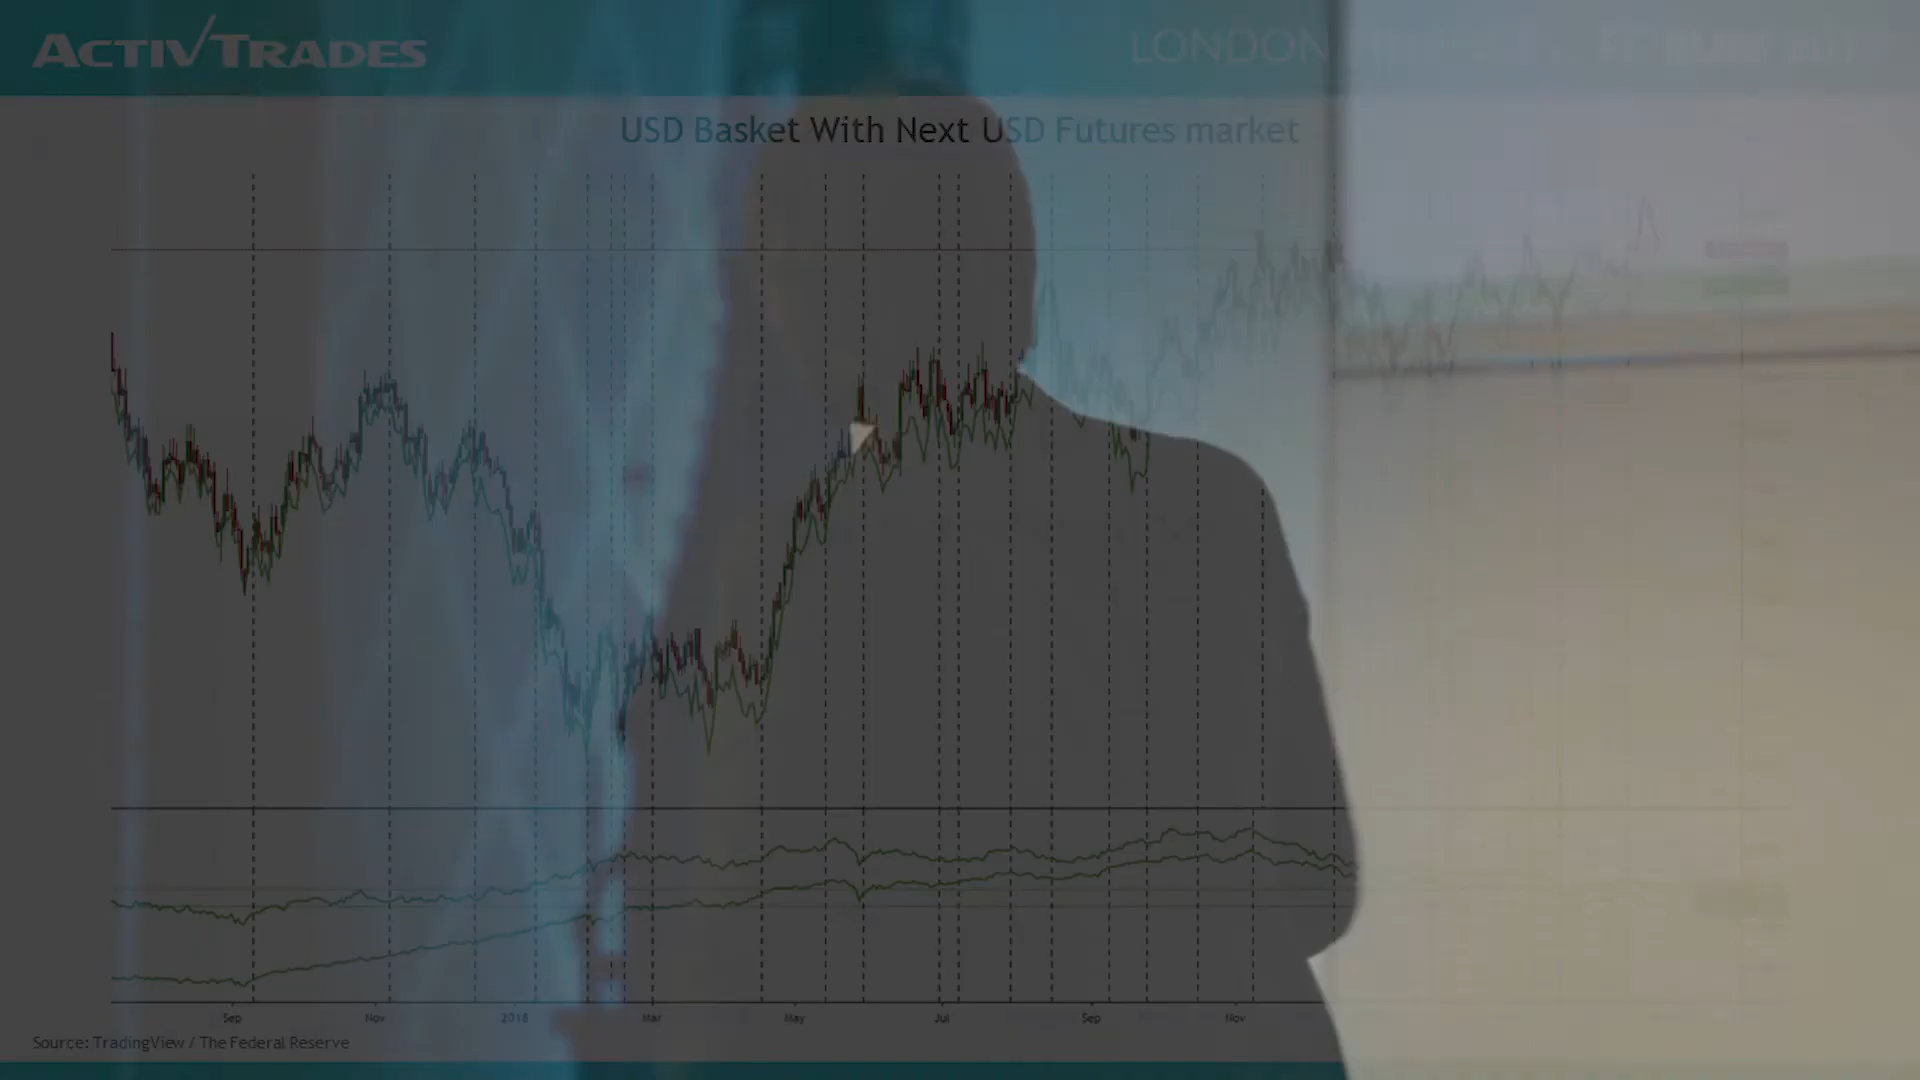 ACTIVTRADES
LONDON
USD Basket With Next USD Futures market
Sep Nov 2018 Mar May Jul Sep Nov
Source: TradingView / The Federal Reserve